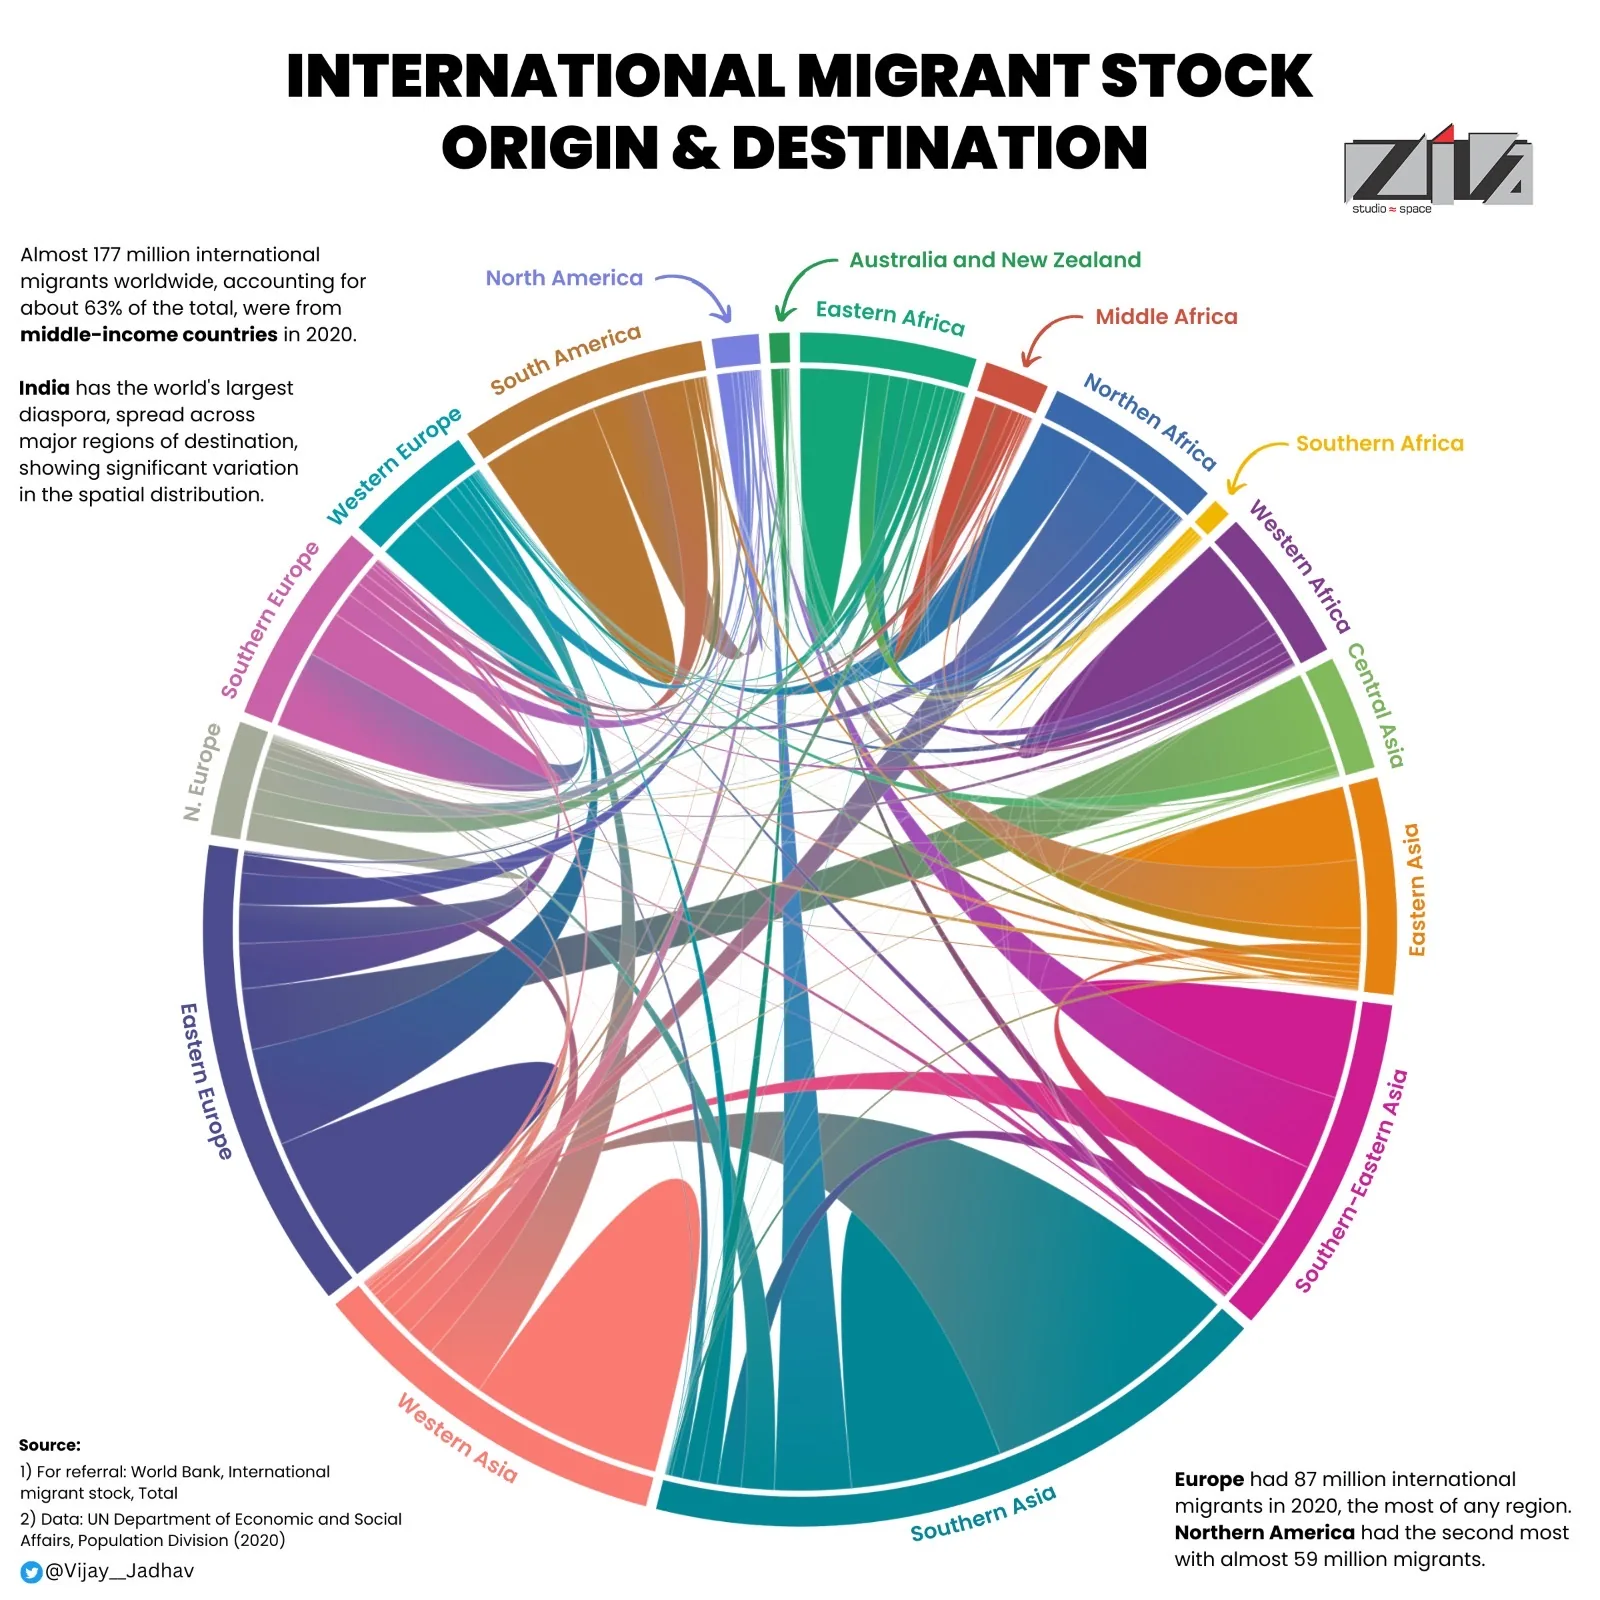 INTERNATIONAL MIGRANT STOCK
ORIGIN & DESTINATION
ziva
studio ≈ space
Almost 177 million international
migrants worldwide, accounting for
about 63% of the total, were from
middle-income countries in 2020.
India has the world's largest
diaspora, spread across
major regions of destination,
showing significant variation
in the spatial distribution.
North America
Australia and New Zealand
Eastern Africa
Middle Africa
Northen Africa
Southern Africa
Western Africa
Central Asia
Eastern Asia
Southern-Eastern Asia
Southern Asia
Western Asia
Eastern Europe
N. Europe
Southern Europe
Western Europe
South America
Source:
1) For referral: World Bank, International
migrant stock, Total
2) Data: UN Department of Economic and Social
Affairs, Population Division (2020)
@Vijay__Jadhav
Europe had 87 million international
migrants in 2020, the most of any region.
Northern America had the second most
with almost 59 million migrants.